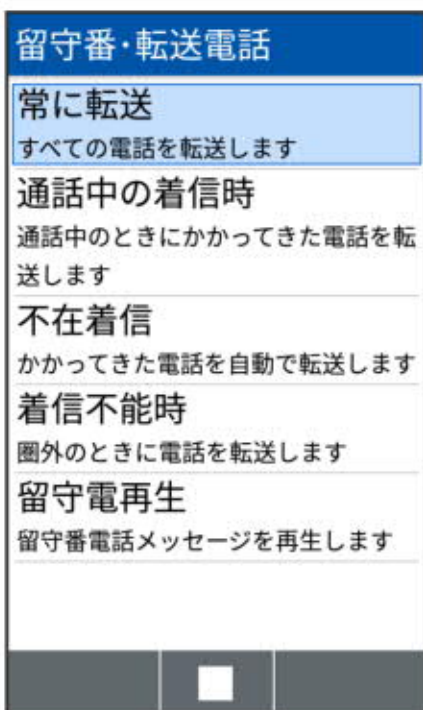 留守番･転送電話
常に転送
すべての電話を転送します
通話中の着信時
通話中のときにかかってきた電話を転
送します
不在着信
かかってきた電話を自動で転送します
着信不能時
圏外のときに電話を転送します
留守電再生
留守番電話メッセージを再生します